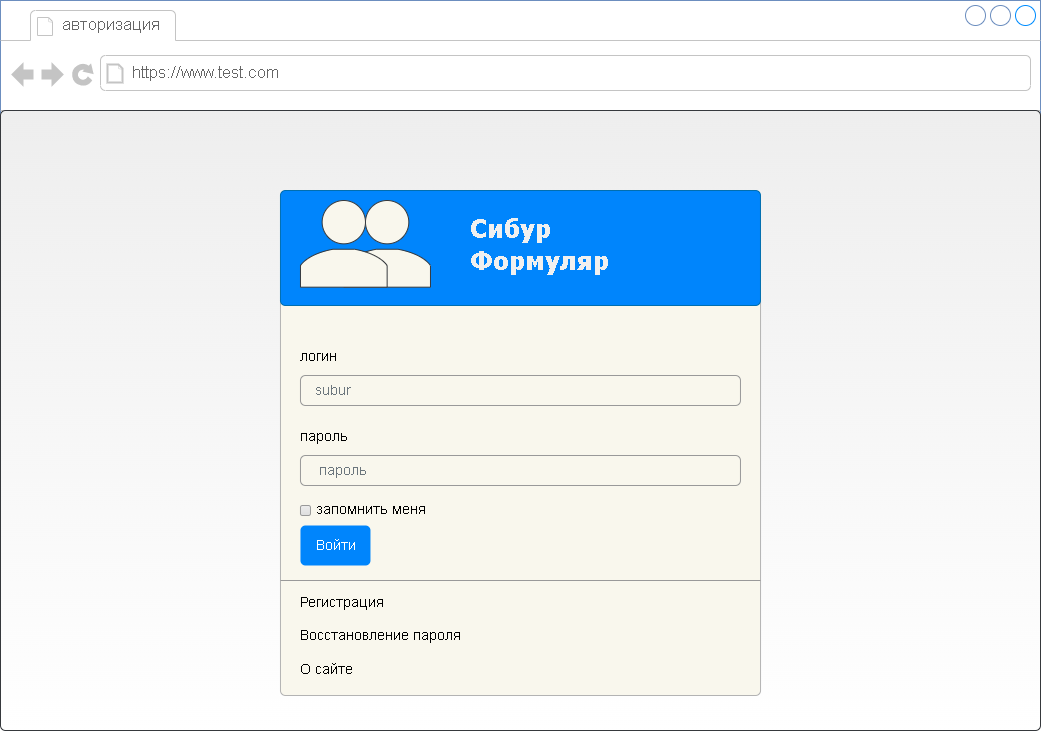 авторизация
https://www.test.com
Сибур
Формуляр
логин
subur
пароль
пароль
запомнить меня
Войти
Регистрация
Восстановление пароля
О сайте